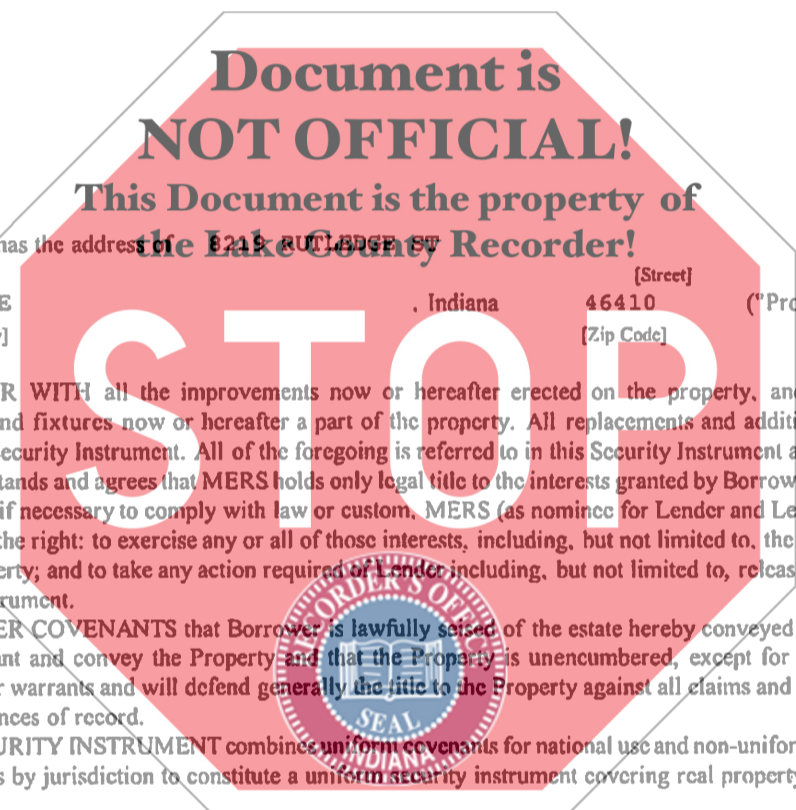 Document is
NOT OFFICIAL!
This Document is the property of
the Lake County Recorder!
has the address of 8219 RUTLEDGE ST
[Street]
E , Indiana 46410 ("Pro
] [Zip Code]
STOP
R WITH all the improvements now or hereafter erected on the property, and
nd fixtures now or hereafter a part of the property. All replacements and additi
ecurity Instrument. All of the foregoing is referred to in this Security Instrument a
tands and agrees that MERS holds only legal title to the interests granted by Borrow
if necessary to comply with law or custom, MERS (as nominee for Lender and Le
the right: to exercise any or all of those interests, including, but not limited to, the
erty; and to take any action required of Lender including, but not limited to, releas
rument.
ER COVENANTS that Borrower is lawfully seised of the estate hereby conveyed
nt and convey the Property and that the Property is unencumbered, except for
r warrants and will defend generally the title to the Property against all claims and
nces of record.
URITY INSTRUMENT combines uniform covenants for national use and non-unifor
s by jurisdiction to constitute a uniform security instrument covering real property
RECORDER'S OFFICE
SEAL
INDIANA